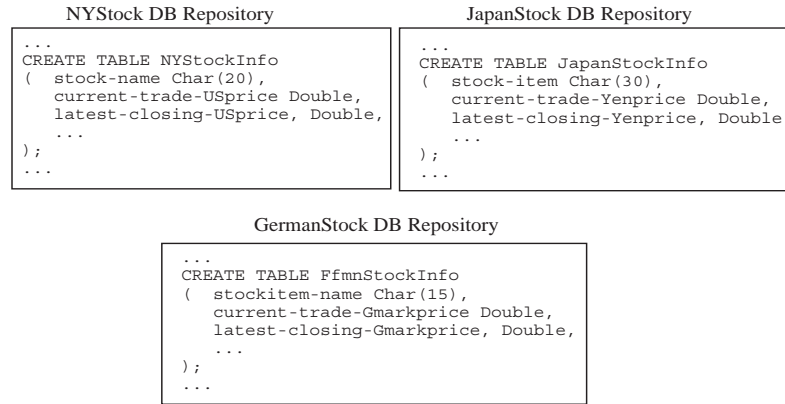 NYStock DB Repository
...
CREATE TABLE NYStockInfo
( stock-name Char(20),
current-trade-USprice Double,
latest-closing-USprice, Double,
...
);
...
JapanStock DB Repository
...
CREATE TABLE JapanStockInfo
( stock-item Char(30),
current-trade-Yenprice Double,
latest-closing-Yenprice, Double
...
);
...
GermanStock DB Repository
...
CREATE TABLE FfmnStockInfo
( stockitem-name Char(15),
current-trade-Gmarkprice Double,
latest-closing-Gmarkprice, Double,
...
);
...